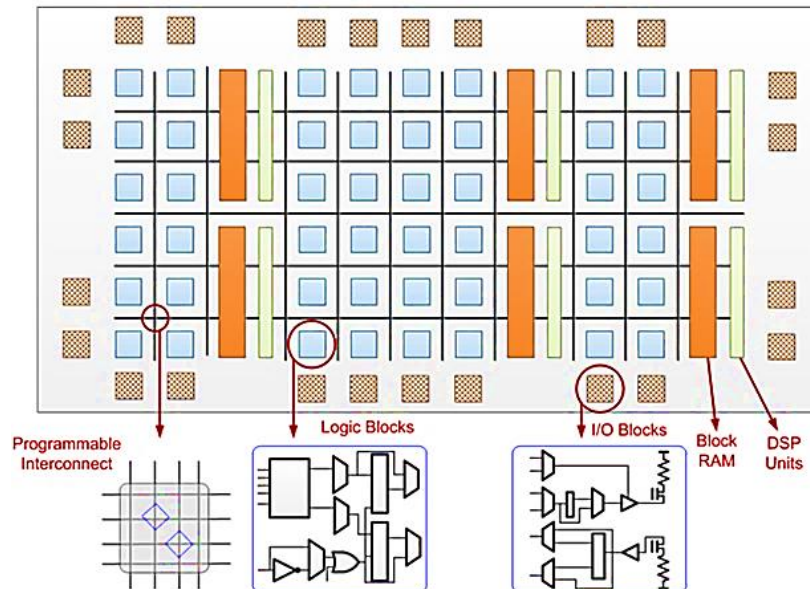 Programmable
Interconnect
Logic Blocks
I/O Blocks
Block
RAM
DSP
Units